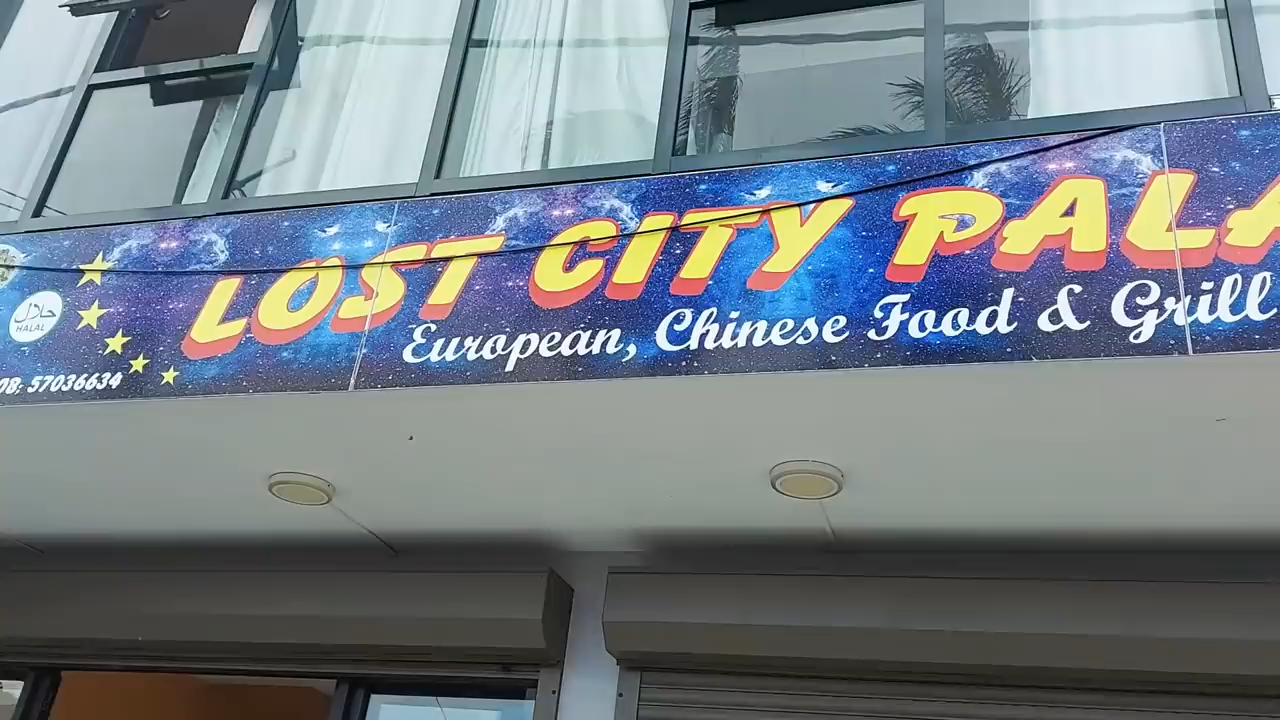 LOST CITY PALA
European, Chinese Food & Grill
حلال
HALAL
08, 57036634